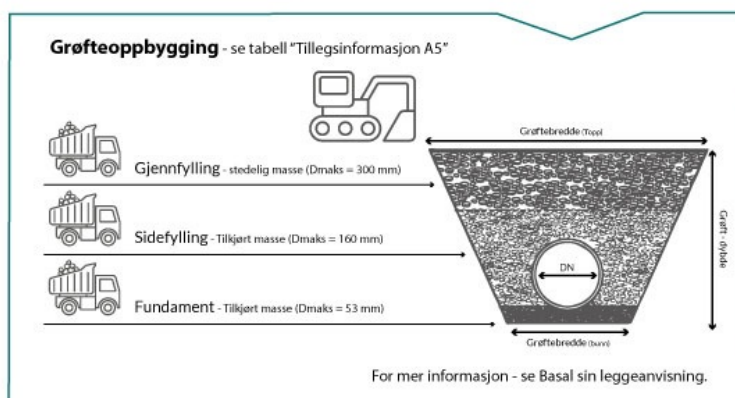 Grøfteoppbygging - se tabell "Tillegsinformasjon A5"
Grøftebredde (Topp)
Gjennfylling - stedelig masse (Dmaks = 300 mm)
Sidefylling - Tilkjørt masse (Dmaks = 160 mm)
Grøft - dybde
DN
Fundament - Tilkjørt masse (Dmaks = 53 mm)
Grøftebredde (bunn)
For mer informasjon - se Basal sin leggeanvisning.